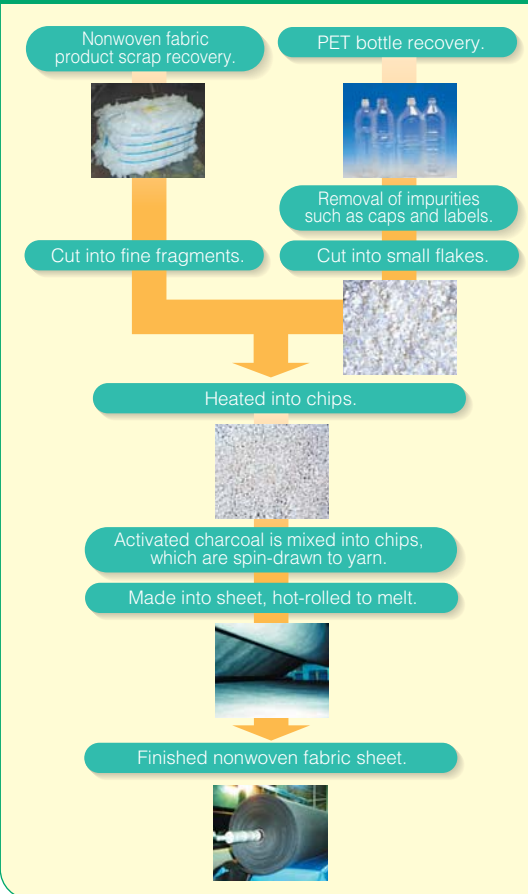 Nonwoven fabric
product scrap recovery.
PET bottle recovery.
Removal of impurities
such as caps and labels.
Cut into fine fragments.
Cut into small flakes.
Heated into chips.
Activated charcoal is mixed into chips,
which are spin-drawn to yarn.
Made into sheet, hot-rolled to melt.
Finished nonwoven fabric sheet.